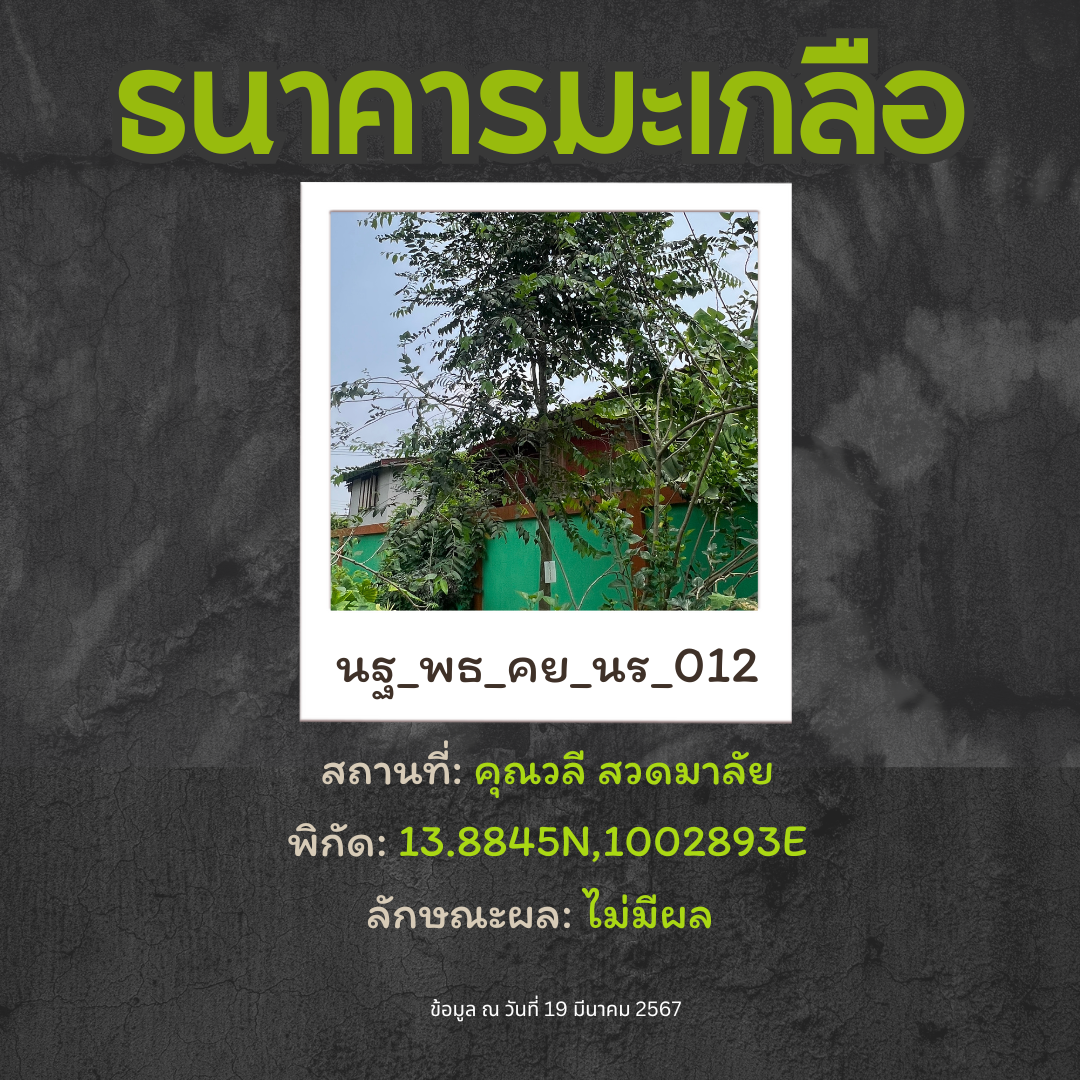 ธนาคารมะเกลือ
นฐ_พธ_คย_นร_012
สถานที่: คุณวลี สวดมาลัย
พิกัด: 13.8845N,1002893E
ลักษณะผล: ไม่มีผล
ข้อมูล ณ วันที่ 19 มีนาคม 2567